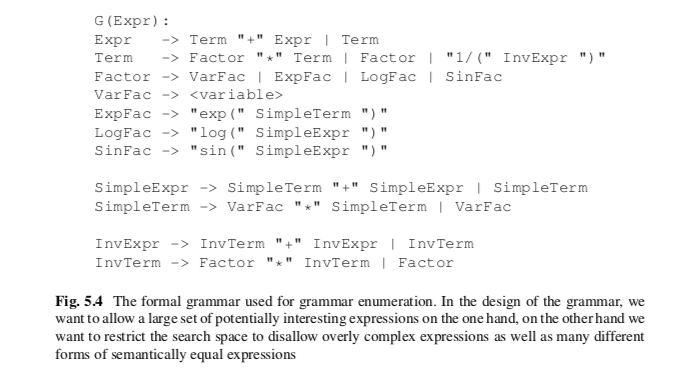 G(Expr):
Expr -> Term "+" Expr | Term
Term -> Factor "*" Term | Factor | "1/(" InvExpr ")"
Factor -> VarFac | ExpFac | LogFac | SinFac
VarFac -> <variable>
ExpFac -> "exp(" SimpleTerm ")"
LogFac -> "log(" SimpleExpr ")"
SinFac -> "sin(" SimpleExpr ")"
SimpleExpr -> SimpleTerm "+" SimpleExpr | SimpleTerm
SimpleTerm -> VarFac "*" SimpleTerm | VarFac
InvExpr -> InvTerm "+" InvExpr | InvTerm
InvTerm -> Factor "*" InvTerm | Factor
Fig. 5.4 The formal grammar used for grammar enumeration. In the design of the grammar, we
want to allow a large set of potentially interesting expressions on the one hand, on the other hand we
want to restrict the search space to disallow overly complex expressions as well as many different
forms of semantically equal expressions